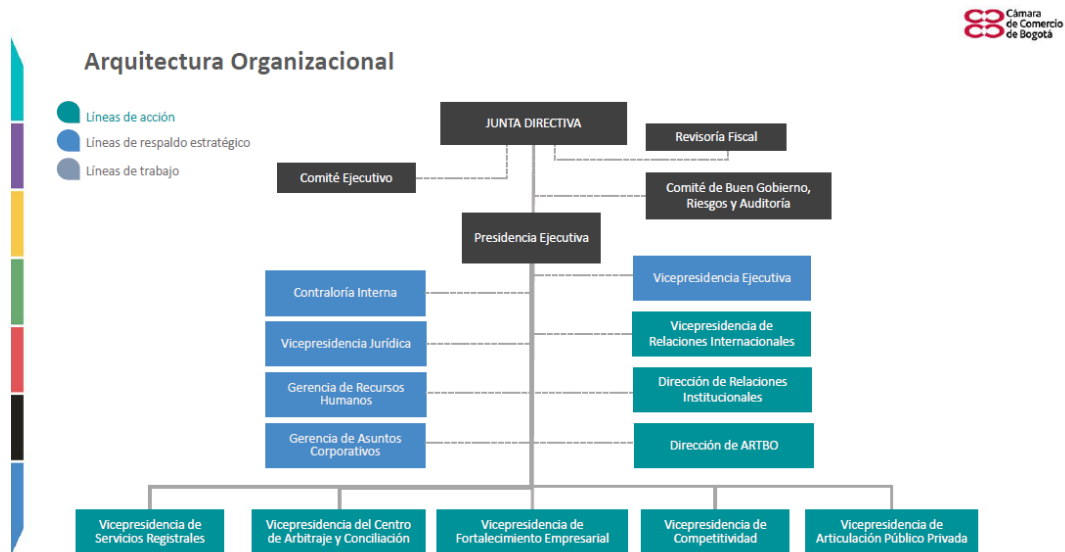 Cámara
de Comercio
de Bogotá
Arquitectura Organizacional
Líneas de acción
Líneas de respaldo estratégico
Líneas de trabajo
JUNTA DIRECTIVA
Revisoría Fiscal
Comité Ejecutivo
Comité de Buen Gobierno,
Riesgos y Auditoría
Presidencia Ejecutiva
Contraloría Interna
Vicepresidencia Ejecutiva
Vicepresidencia Jurídica
Vicepresidencia de
Relaciones Internacionales
Gerencia de Recursos
Humanos
Dirección de Relaciones
Institucionales
Gerencia de Asuntos
Corporativos
Dirección de ARTBO
Vicepresidencia de
Servicios Registrales
Vicepresidencia del Centro
de Arbitraje y Conciliación
Vicepresidencia de
Fortalecimiento Empresarial
Vicepresidencia de
Competitividad
Vicepresidencia de
Articulación Público Privada